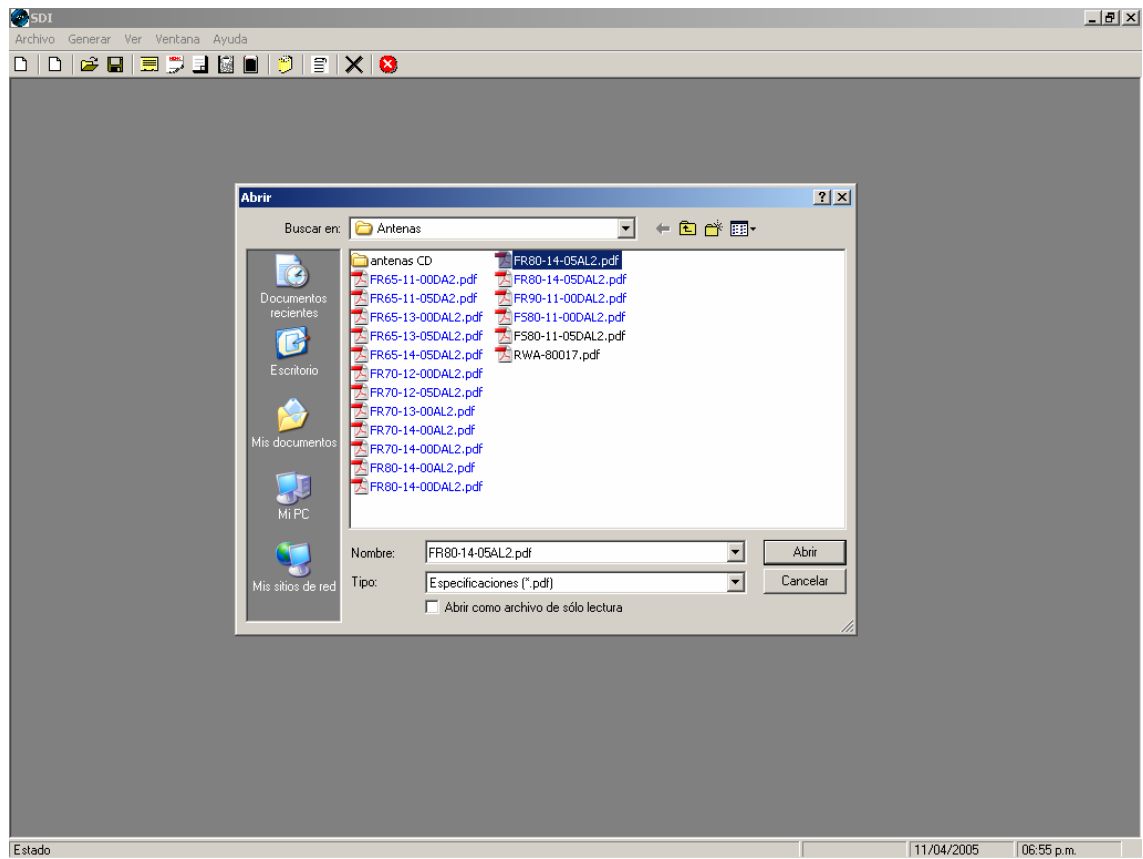 SDI
Archivo Generar Ver Ventana Ayuda
Abrir
Buscar en: Antenas
Documentos recientes
Escritorio
Mis documentos
Mi PC
Mis sitios de red
antenas CD
FR65-11-00DA2.pdf
FR65-11-05DA2.pdf
FR65-13-00DAL2.pdf
FR65-13-05DAL2.pdf
FR65-14-05DAL2.pdf
FR70-12-00DAL2.pdf
FR70-12-05DAL2.pdf
FR70-13-00AL2.pdf
FR70-14-00AL2.pdf
FR70-14-00DAL2.pdf
FR80-14-00AL2.pdf
FR80-14-00DAL2.pdf
FR80-14-05AL2.pdf
FR80-14-05DAL2.pdf
FR90-11-00DAL2.pdf
FS80-11-00DAL2.pdf
FS80-11-05DAL2.pdf
RWA-80017.pdf
Nombre: FR80-14-05AL2.pdf Abrir
Tipo: Especificaciones (*.pdf) Cancelar
Abrir como archivo de sólo lectura
Estado 11/04/2005 06:55 p.m.